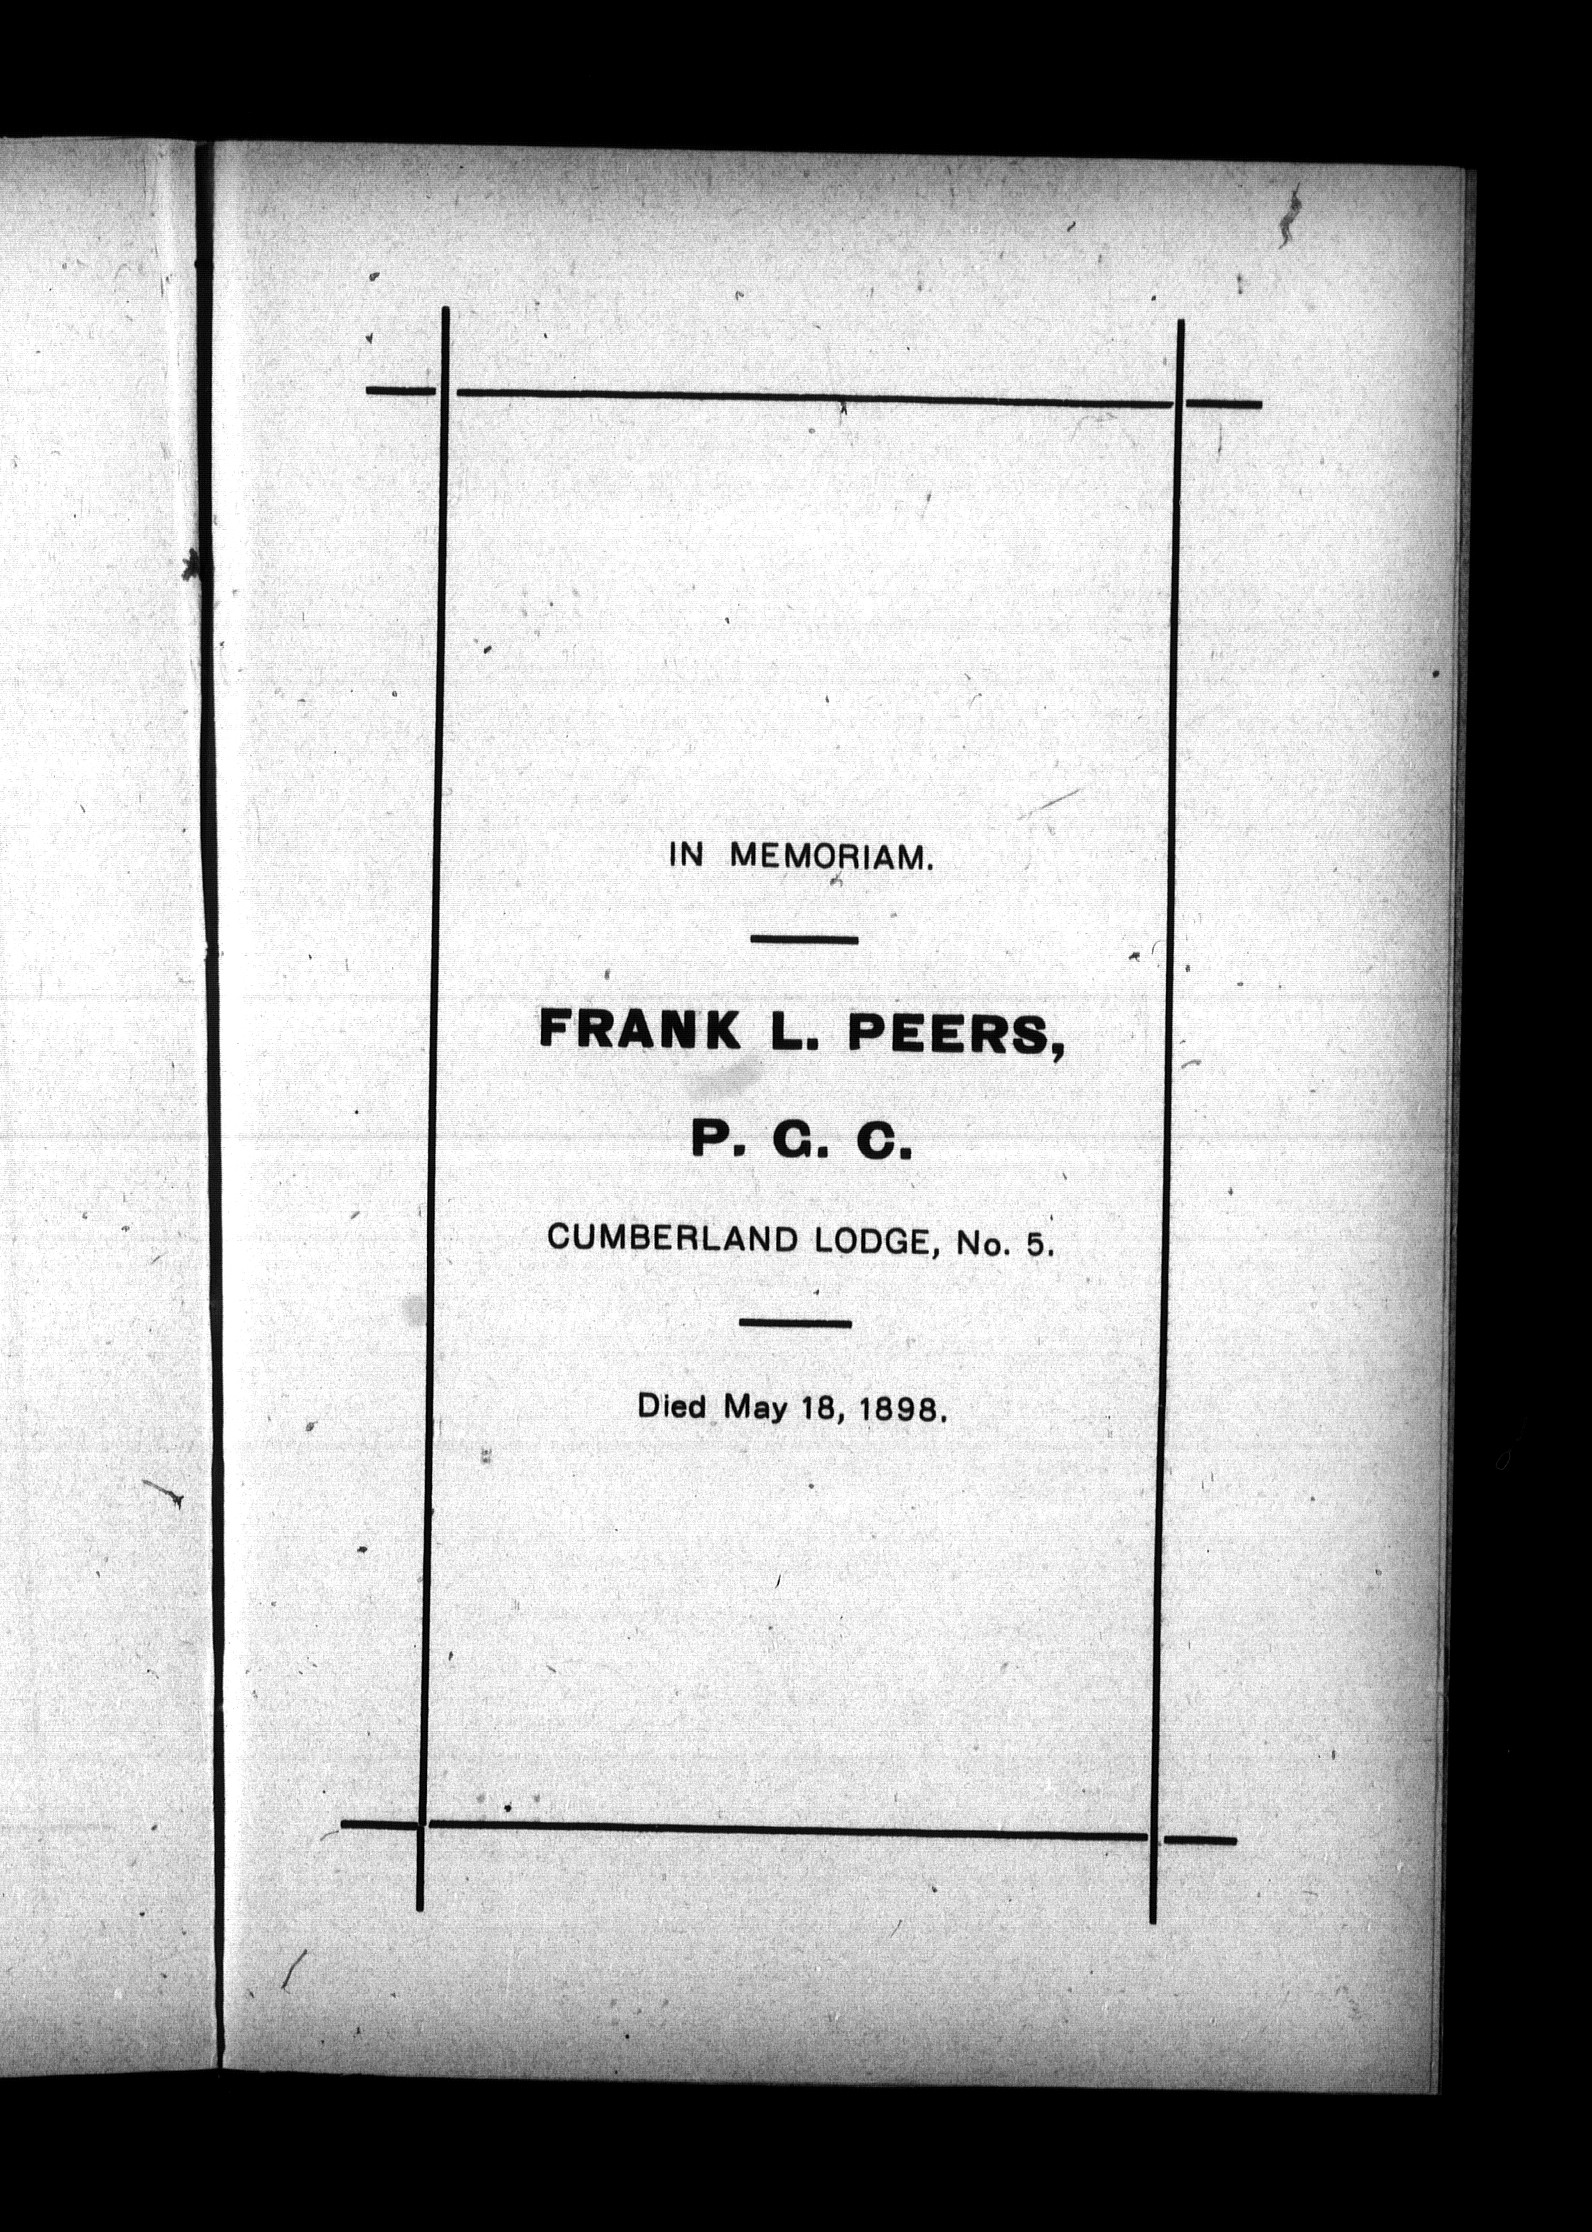 IN MEMORIAM.
FRANK L. PEERS,
P. G. C.
CUMBERLAND LODGE, No. 5.
Died May 18, 1898.